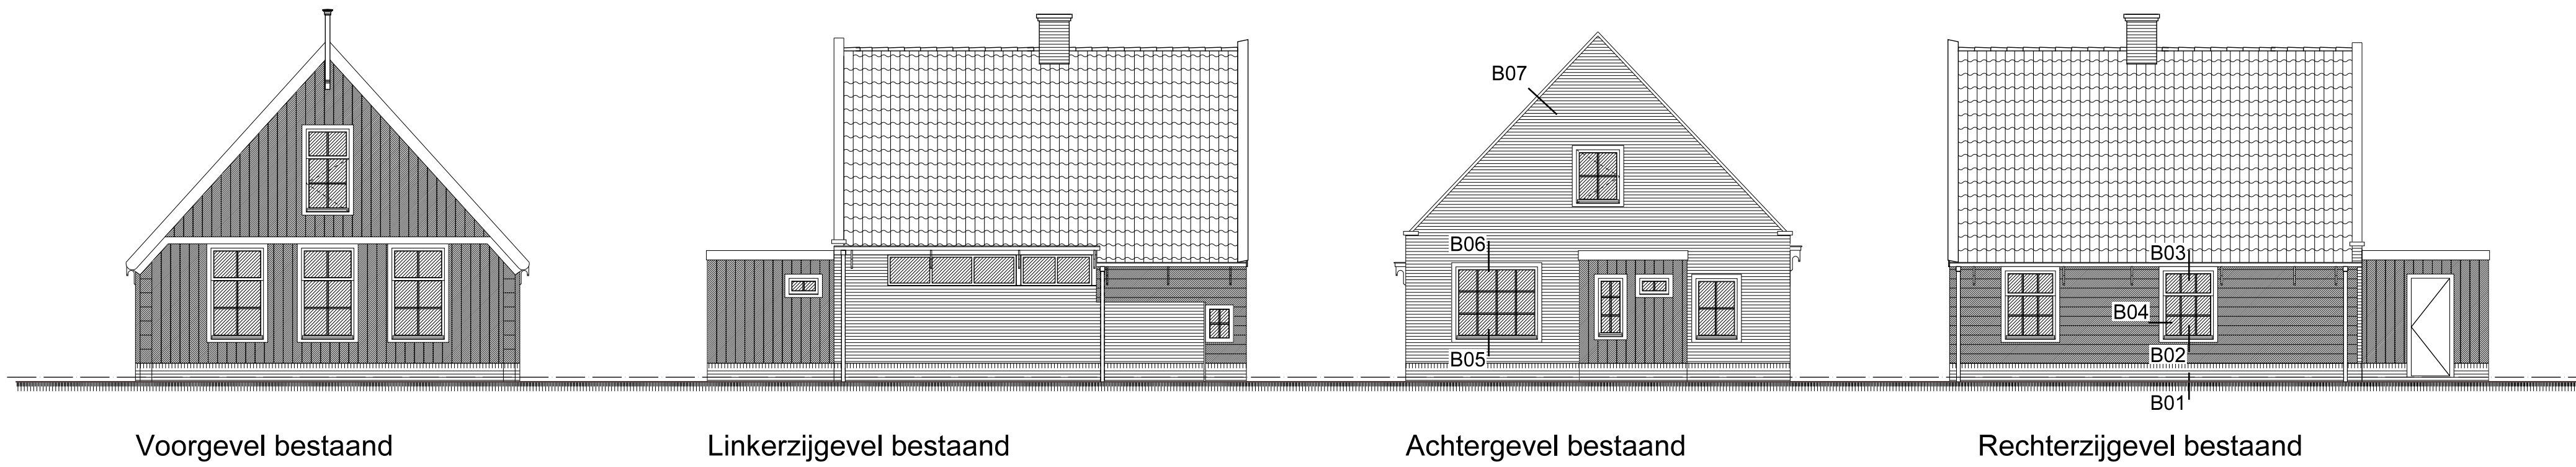 B07
B06
B05
B03
B04
B02
B01
Voorgevel bestaand
Linkerzijgevel bestaand
Achtergevel bestaand
Rechterzijgevel bestaand